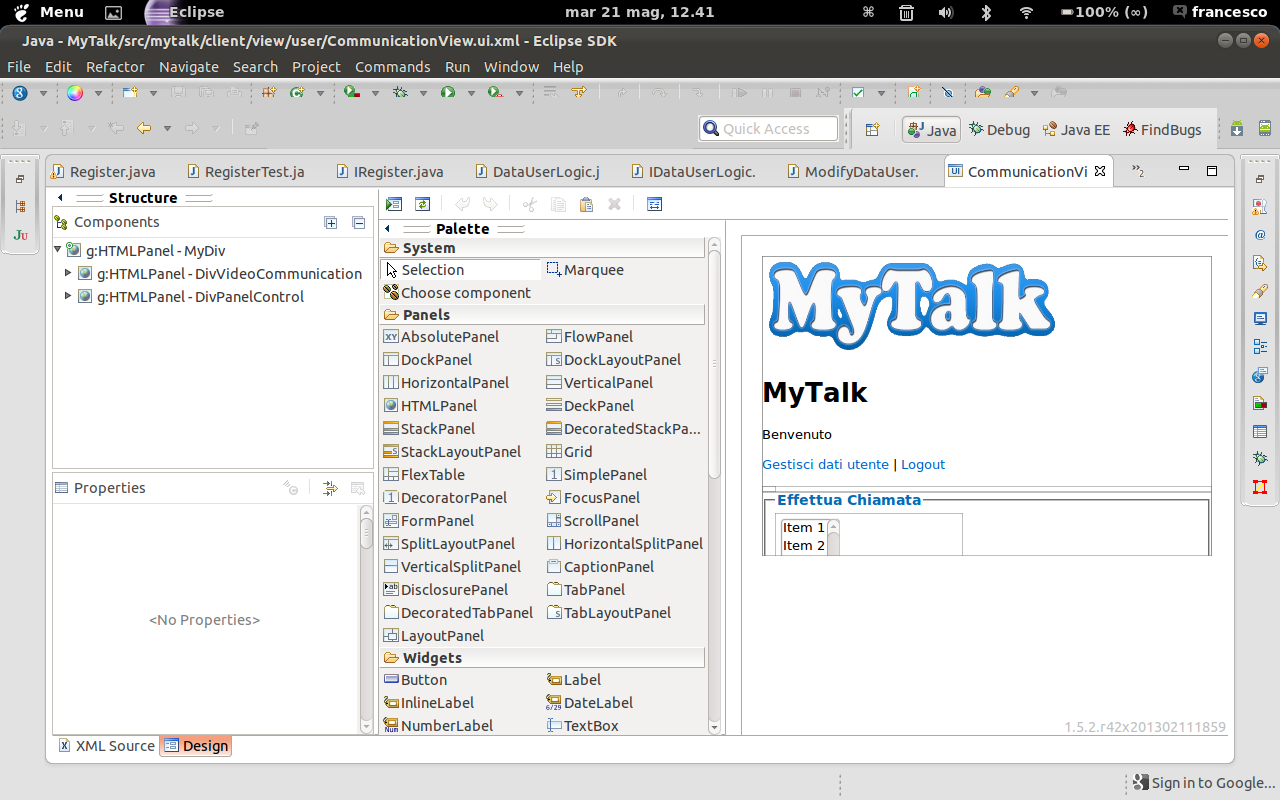 Menu Eclipse mar 21 mag, 12.41 100% (∞) francesco
Java - MyTalk/src/mytalk/client/view/user/CommunicationView.ui.xml - Eclipse SDK
File Edit Refactor Navigate Search Project Commands Run Window Help
Quick Access Java Debug Java EE FindBugs
Register.java RegisterTest.ja IRegister.java DataUserLogic.j IDataUserLogic. ModifyDataUser. CommunicationVi »2
Structure
Components
g:HTMLPanel - MyDiv
g:HTMLPanel - DivVideoCommunication
g:HTMLPanel - DivPanelControl
Properties
<No Properties>
Palette
System
Selection Marquee
Choose component
Panels
AbsolutePanel FlowPanel
DockPanel DockLayoutPanel
HorizontalPanel VerticalPanel
HTMLPanel DeckPanel
StackPanel DecoratedStackPa...
StackLayoutPanel Grid
FlexTable SimplePanel
DecoratorPanel FocusPanel
FormPanel ScrollPanel
SplitLayoutPanel HorizontalSplitPanel
VerticalSplitPanel CaptionPanel
DisclosurePanel TabPanel
DecoratedTabPanel TabLayoutPanel
LayoutPanel
Widgets
Button Label
InlineLabel DateLabel
NumberLabel TextBox
MyTalk
MyTalk
Benvenuto
Gestisci dati utente | Logout
Effettua Chiamata
Item 1
Item 2
1.5.2.r42x201302111859
XML Source Design
Sign in to Google...